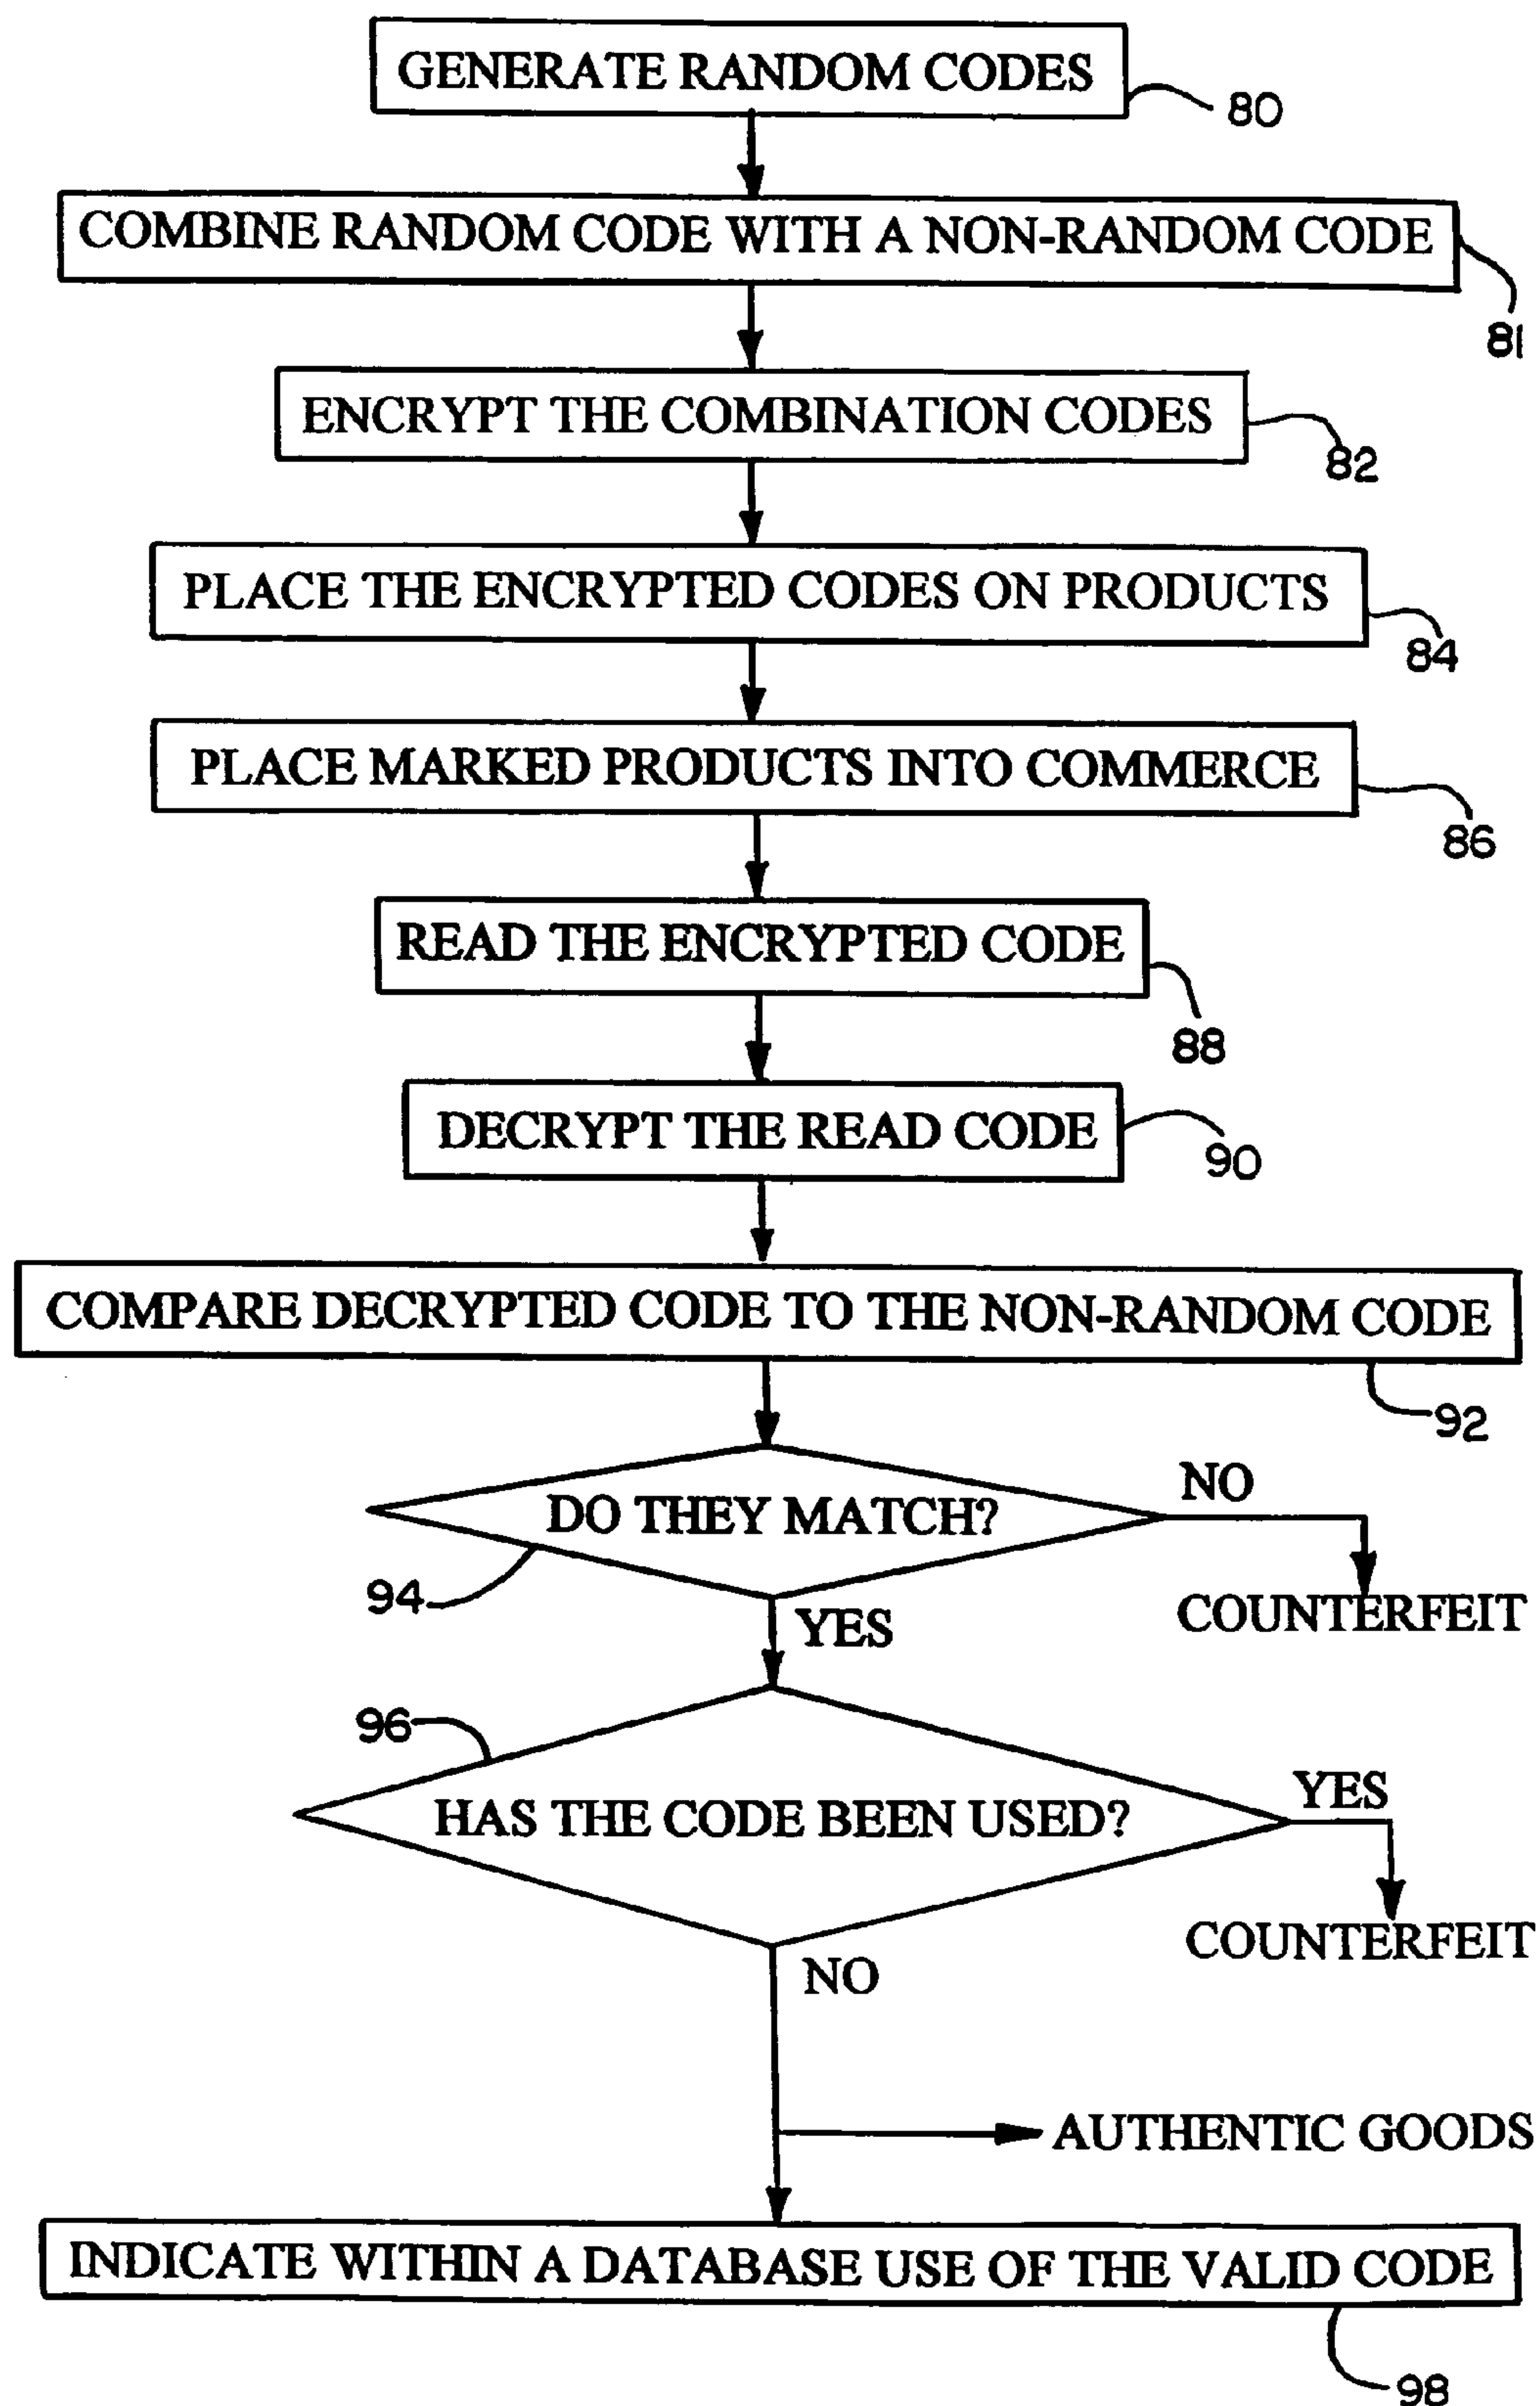 GENERATE RANDOM CODES
80
COMBINE RANDOM CODE WITH A NON-RANDOM CODE
81
ENCRYPT THE COMBINATION CODES
82
PLACE THE ENCRYPTED CODES ON PRODUCTS
84
PLACE MARKED PRODUCTS INTO COMMERCE
86
READ THE ENCRYPTED CODE
88
DECRYPT THE READ CODE
90
COMPARE DECRYPTED CODE TO THE NON-RANDOM CODE
92
DO THEY MATCH?
NO
94
COUNTERFEIT
YES
96
HAS THE CODE BEEN USED?
YES
COUNTERFEIT
NO
AUTHENTIC GOODS
INDICATE WITHIN A DATABASE USE OF THE VALID CODE
98